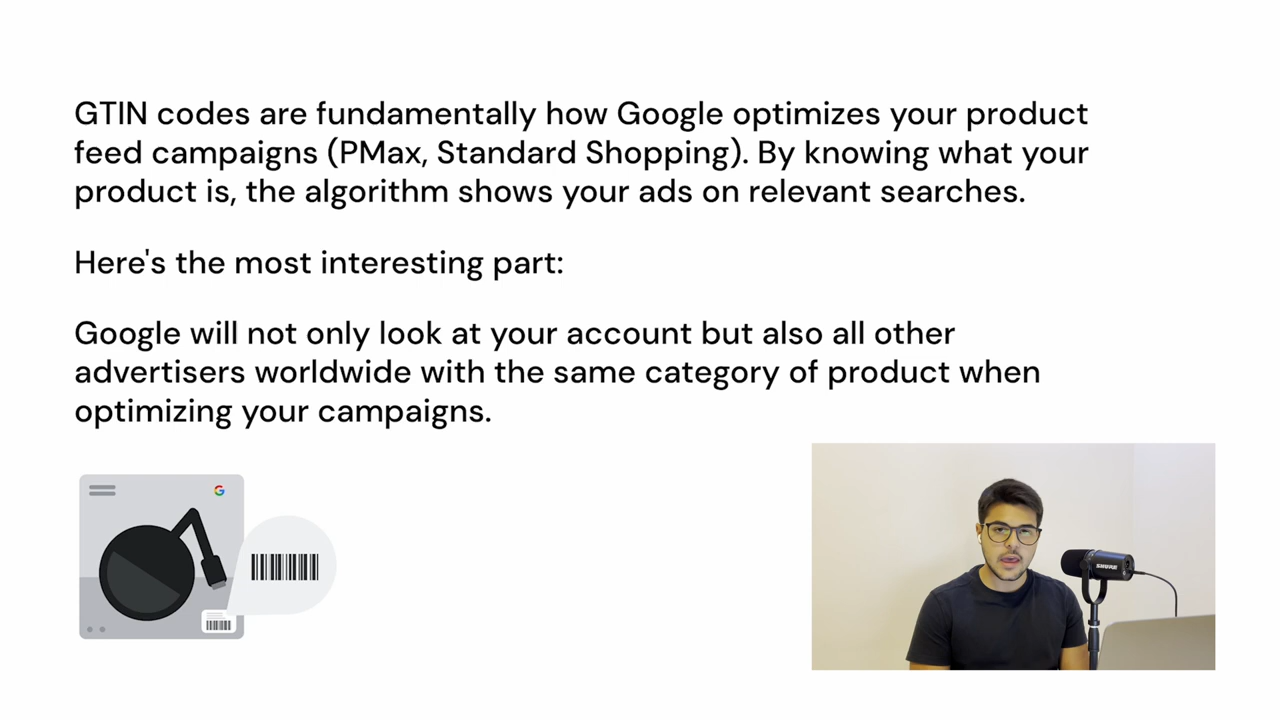 GTIN codes are fundamentally how Google optimizes your product
feed campaigns (PMax, Standard Shopping). By knowing what your
product is, the algorithm shows your ads on relevant searches.
Here's the most interesting part:
Google will not only look at your account but also all other
advertisers worldwide with the same category of product when
optimizing your campaigns.
G
SHURE